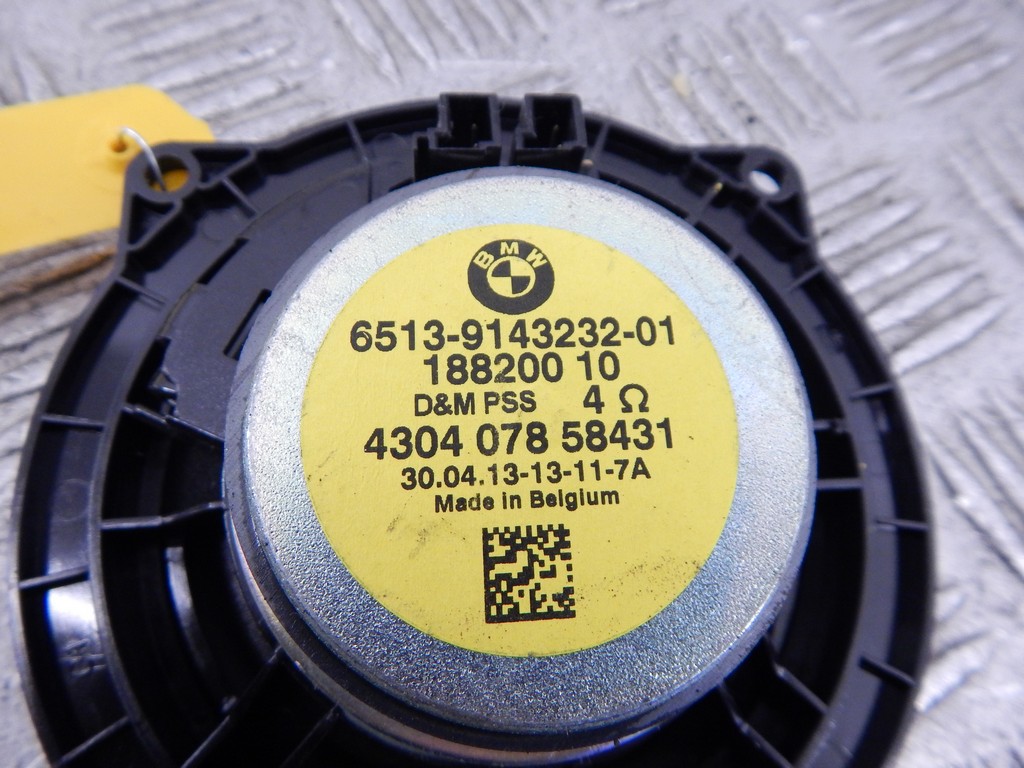 BMW
6513-9143232-01
188200 10
D&M PSS 4 Ω
4304 078 58431
30.04.13-13-11-7A
Made in Belgium